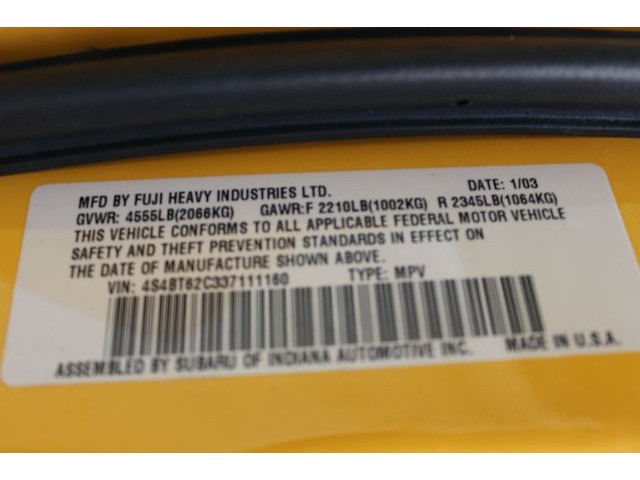 MFD BY FUJI HEAVY INDUSTRIES LTD. DATE: 1/03
GVWR: 4555LB(2066KG) GAWR:F 2210LB(1002KG) R 2345LB(1064KG)
THIS VEHICLE CONFORMS TO ALL APPLICABLE FEDERAL MOTOR VEHICLE
SAFETY AND THEFT PREVENTION STANDARDS IN EFFECT ON
THE DATE OF MANUFACTURE SHOWN ABOVE.
VIN: 4S4BT62C337111160 TYPE: MPV
ASSEMBLED BY SUBARU OF INDIANA AUTOMOTIVE INC. MADE IN U.S.A.